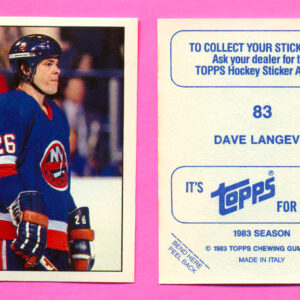 26
26
TO COLLECT YOUR STICK
Ask your dealer for t
TOPPS Hockey Sticker A
83
DAVE LANGEV
IT'S
topps
FOR
1983 SEASON
BEND HERE
PEEL BACK
© 1983 TOPPS CHEWING GUM
MADE IN ITALY